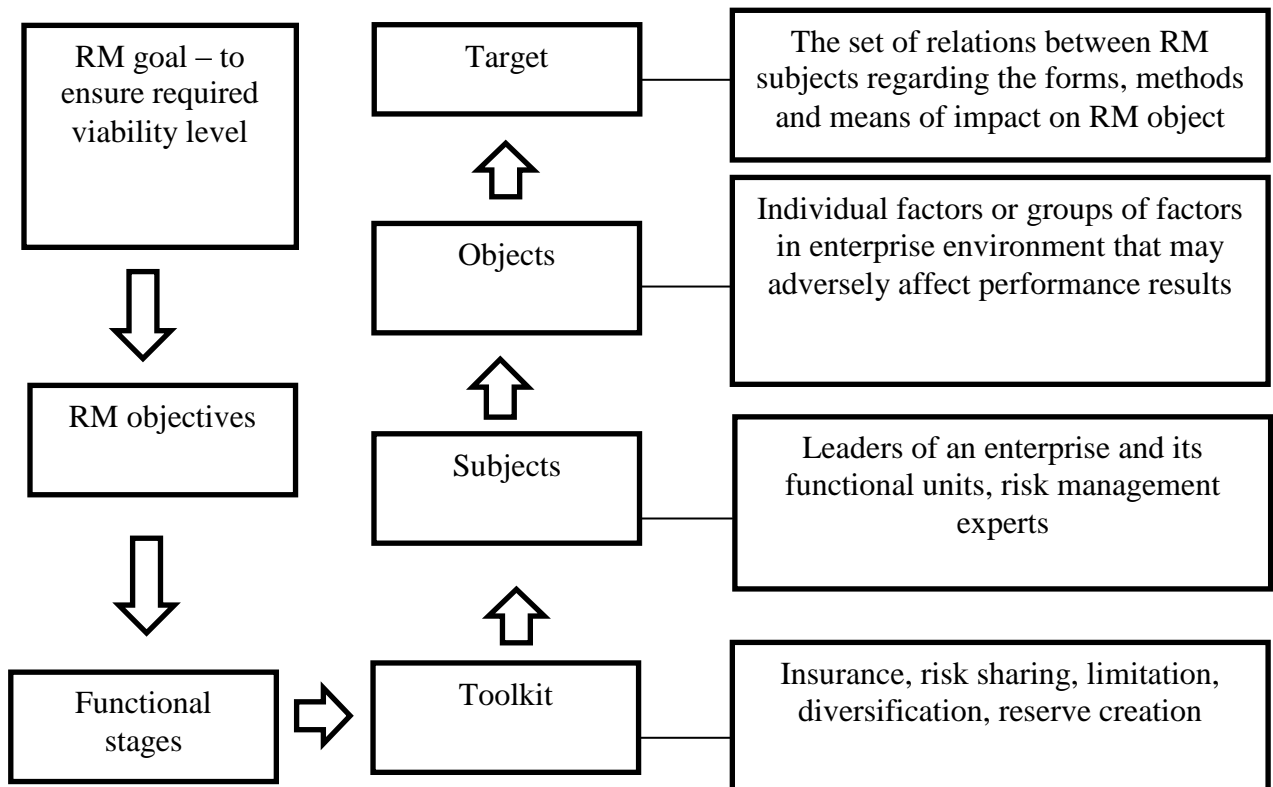 RM goal – to
ensure required
viability level
Target
The set of relations between RM
subjects regarding the forms, methods
and means of impact on RM object
Objects
Individual factors or groups of factors
in enterprise environment that may
adversely affect performance results
RM objectives
Subjects
Leaders of an enterprise and its
functional units, risk management
experts
Functional
stages
Toolkit
Insurance, risk sharing, limitation,
diversification, reserve creation